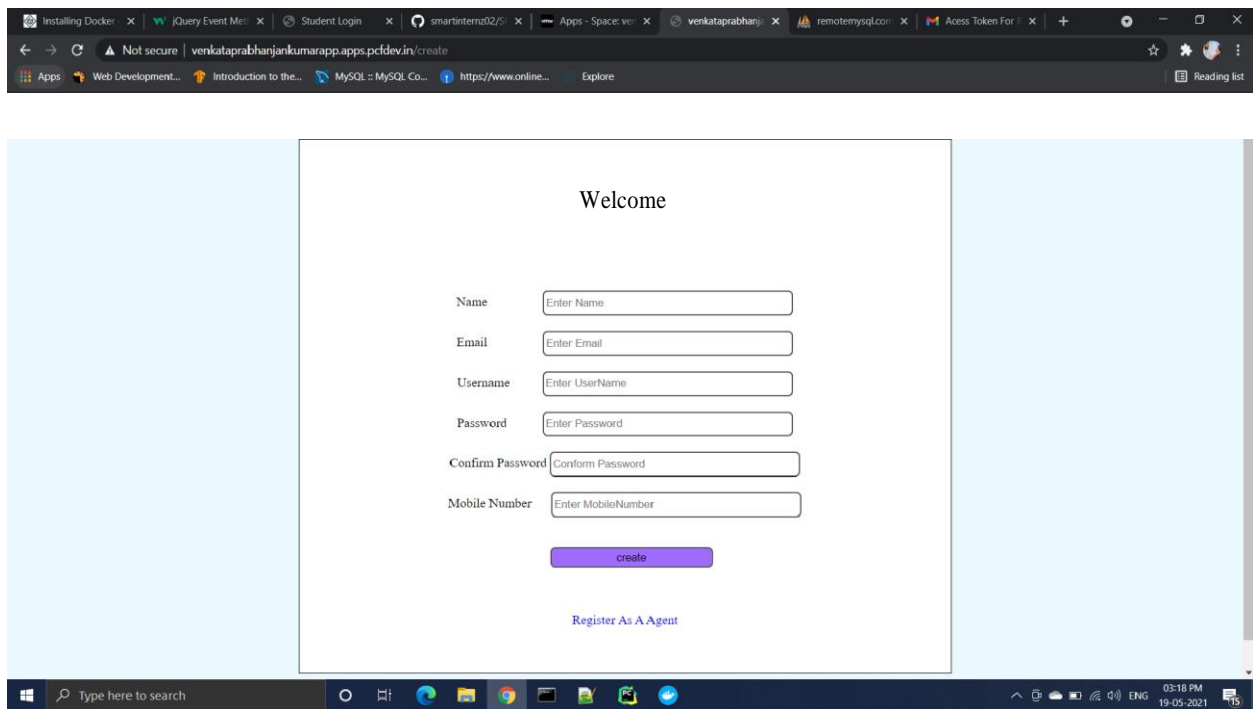 Installing Docker
jQuery Event Met
Student Login
smartinternz02/S
Apps - Space: ver
venkataprabhanja
remotemysql.com
Acess Token For
Not secure | venkataprabhanjankumarapp.apps.pcfdev.in/create
Apps Web Development... Introduction to the... MySQL :: MySQL Co... https://www.online... Explore Reading list
Welcome
Name Enter Name
Email Enter Email
Username Enter UserName
Password Enter Password
Confirm Password Conform Password
Mobile Number Enter MobileNumber
create
Register As A Agent
Type here to search
ENG
03:18 PM
19-05-2021
15